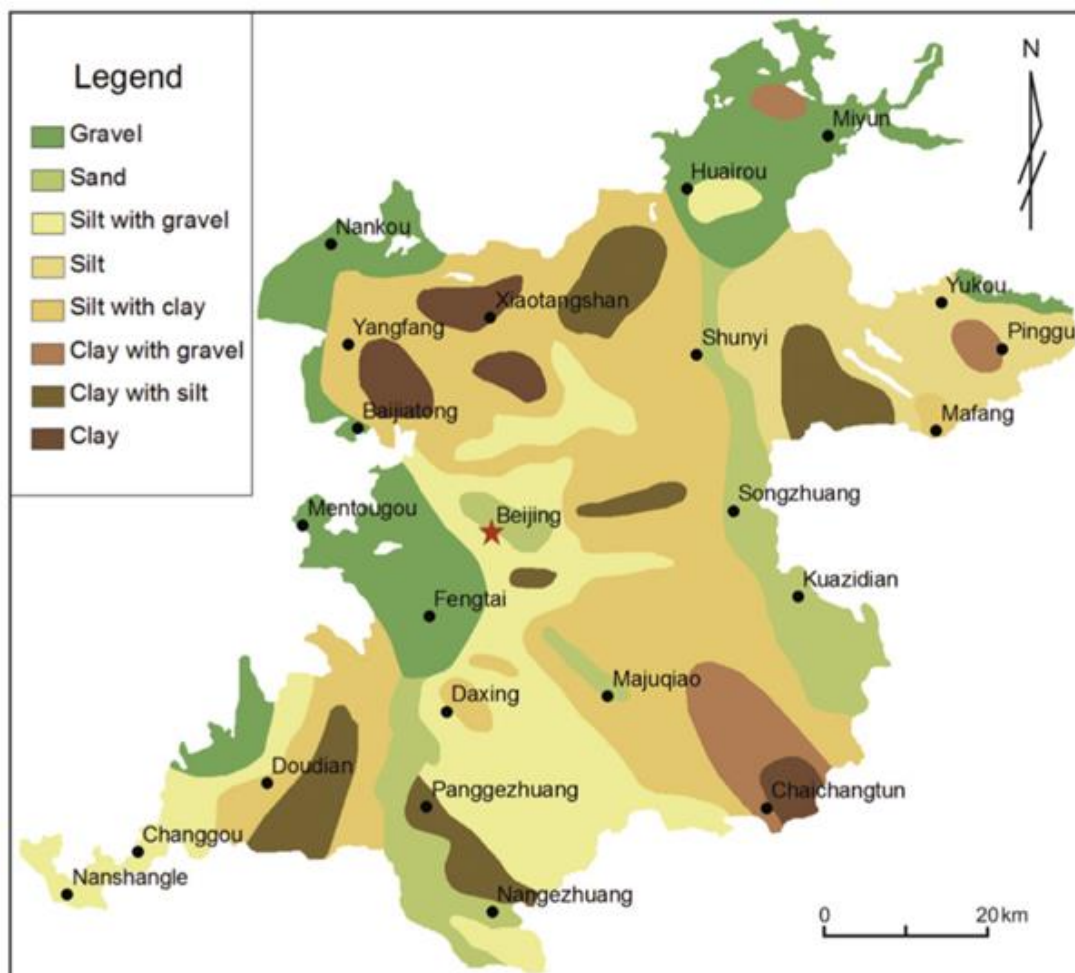 Legend
Gravel
Sand
Silt with gravel
Silt
Silt with clay
Clay with gravel
Clay with silt
Clay
N
Miyun
Huairou
Nankou
Yukou
Xiaotangshan
Yangfang
Shunyi
Pinggu
Baijiatong
Mafang
Mentougou
Beijing
Songzhuang
Kuazidian
Fengtai
Majuqiao
Daxing
Doudian
Panggezhuang
Chaichangtun
Changgou
Nanshangle
Nangezhuang
0 20 km